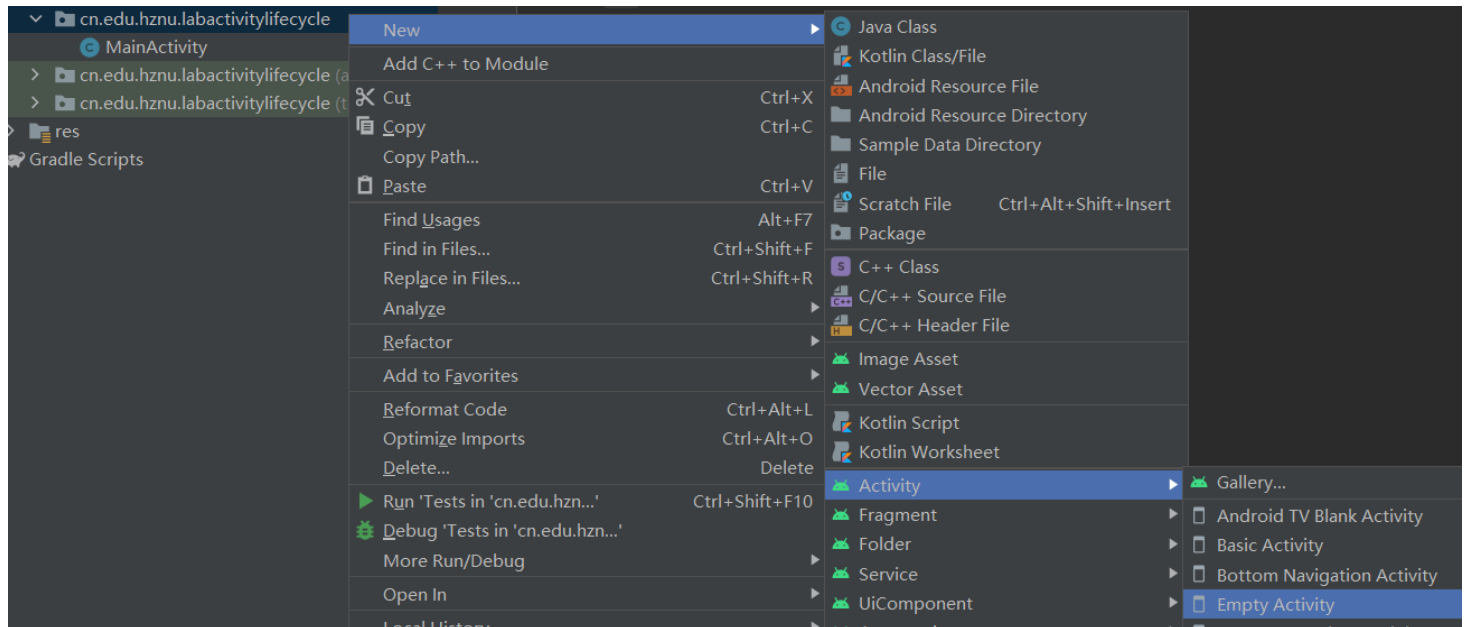 cn.edu.hznu.labactivitylifecycle
MainActivity
cn.edu.hznu.labactivitylifecycle (a
cn.edu.hznu.labactivitylifecycle (t
res
Gradle Scripts
New
Add C++ to Module
Cut Ctrl+X
Copy Ctrl+C
Copy Path...
Paste Ctrl+V
Find Usages Alt+F7
Find in Files... Ctrl+Shift+F
Replace in Files... Ctrl+Shift+R
Analyze
Refactor
Add to Favorites
Reformat Code Ctrl+Alt+L
Optimize Imports Ctrl+Alt+O
Delete... Delete
Run 'Tests in 'cn.edu.hzn...' Ctrl+Shift+F10
Debug 'Tests in 'cn.edu.hzn...'
More Run/Debug
Open In
Local History
Java Class
Kotlin Class/File
Android Resource File
Android Resource Directory
Sample Data Directory
File
Scratch File Ctrl+Alt+Shift+Insert
Package
C++ Class
C/C++ Source File
C/C++ Header File
Image Asset
Vector Asset
Kotlin Script
Kotlin Worksheet
Activity
Fragment
Folder
Service
UiComponent
Gallery...
Android TV Blank Activity
Basic Activity
Bottom Navigation Activity
Empty Activity